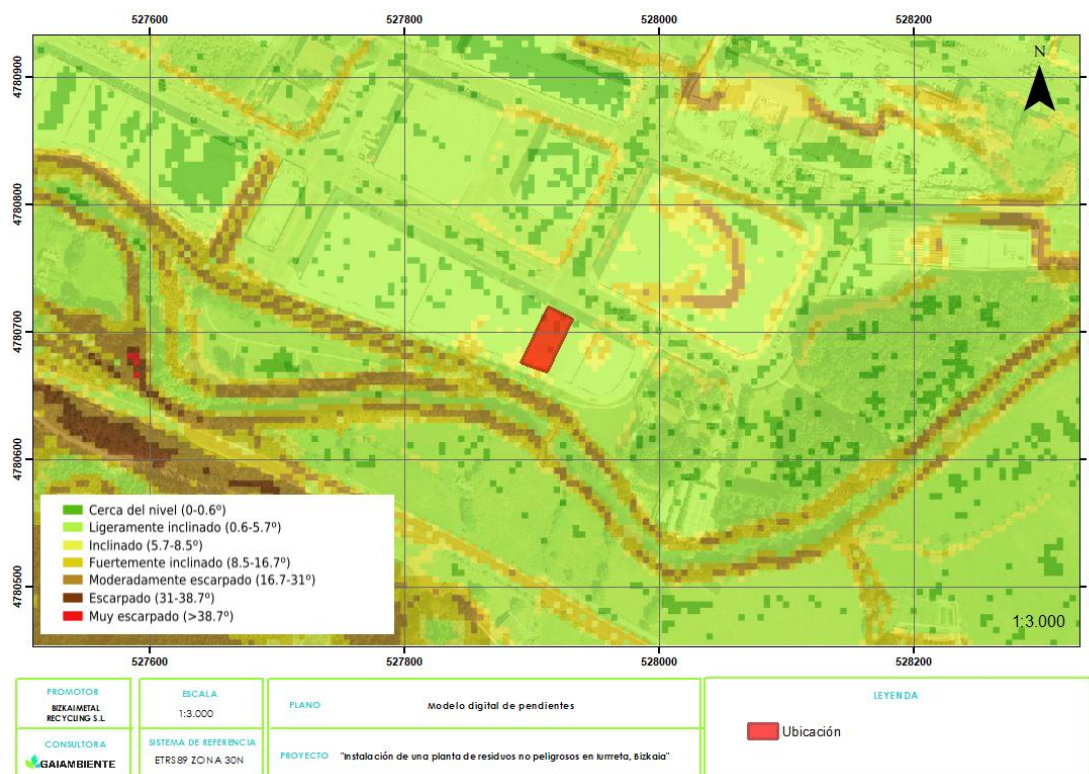 527600 527800 528000 528200
N
4780900
4780800
4780700
4780600
4780500
Cerca del nivel (0-0.6º)
Ligeramente inclinado (0.6-5.7º)
Inclinado (5.7-8.5º)
Fuertemente inclinado (8.5-16.7º)
Moderadamente escarpado (16.7-31º)
Escarpado (31-38.7º)
Muy escarpado (>38.7º)
1:3.000
527600 527800 528000 528200
PROMOTOR
BIZKAIMETAL
RECYCLING S.L.
ESCALA
1:3.000
PLANO
Modelo digital de pendientes
LEYENDA
Ubicación
CONSULTORA
GAIAMBIENTE
SISTEMA DE REFERENCIA
ETRS89 ZONA 30N
PROYECTO
"Instalación de una planta de residuos no peligrosos en Iurreta, Bizkaia"